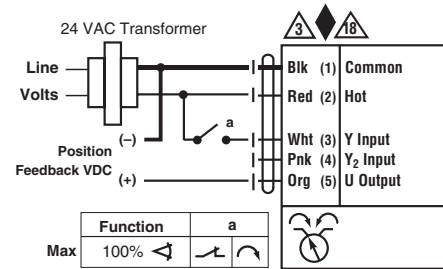 24 VAC Transformer
3 18
Line
Volts
Blk (1) Common
Red (2) Hot
a
Wht (3) Y Input
Pnk (4) Y₂ Input
Org (5) U Output
(–)
Position
Feedback VDC
(+)
Function a
Max 100%